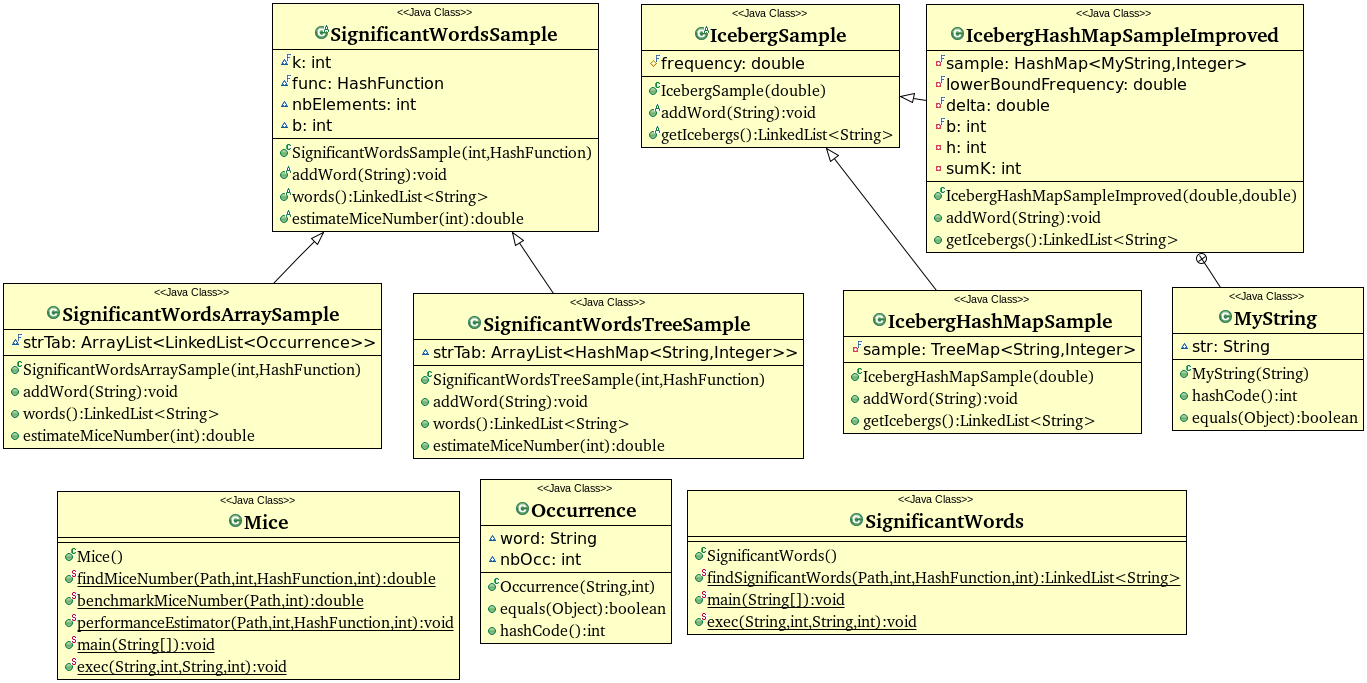 <<Java Class>>
SignificantWordsSample
k: int
func: HashFunction
nbElements: int
b: int
SignificantWordsSample(int,HashFunction)
addWord(String):void
words():LinkedList<String>
estimateMiceNumber(int):double
<<Java Class>>
IcebergSample
frequency: double
IcebergSample(double)
addWord(String):void
getIcebergs():LinkedList<String>
<<Java Class>>
IcebergHashMapSampleImproved
sample: HashMap<MyString,Integer>
lowerBoundFrequency: double
delta: double
b: int
h: int
sumK: int
IcebergHashMapSampleImproved(double,double)
addWord(String):void
getIcebergs():LinkedList<String>
<<Java Class>>
SignificantWordsArraySample
strTab: ArrayList<LinkedList<Occurrence>>
SignificantWordsArraySample(int,HashFunction)
addWord(String):void
words():LinkedList<String>
estimateMiceNumber(int):double
<<Java Class>>
SignificantWordsTreeSample
strTab: ArrayList<HashMap<String,Integer>>
SignificantWordsTreeSample(int,HashFunction)
addWord(String):void
words():LinkedList<String>
estimateMiceNumber(int):double
<<Java Class>>
IcebergHashMapSample
sample: TreeMap<String,Integer>
IcebergHashMapSample(double)
addWord(String):void
getIcebergs():LinkedList<String>
<<Java Class>>
MyString
str: String
MyString(String)
hashCode():int
equals(Object):boolean
<<Java Class>>
Mice
Mice()
findMiceNumber(Path,int,HashFunction,int):double
benchmarkMiceNumber(Path,int):double
performanceEstimator(Path,int,HashFunction,int):void
main(String[]):void
exec(String,int,String,int):void
<<Java Class>>
Occurrence
word: String
nbOcc: int
Occurrence(String,int)
equals(Object):boolean
hashCode():int
<<Java Class>>
SignificantWords
SignificantWords()
findSignificantWords(Path,int,HashFunction,int):LinkedList<String>
main(String[]):void
exec(String,int,String,int):void